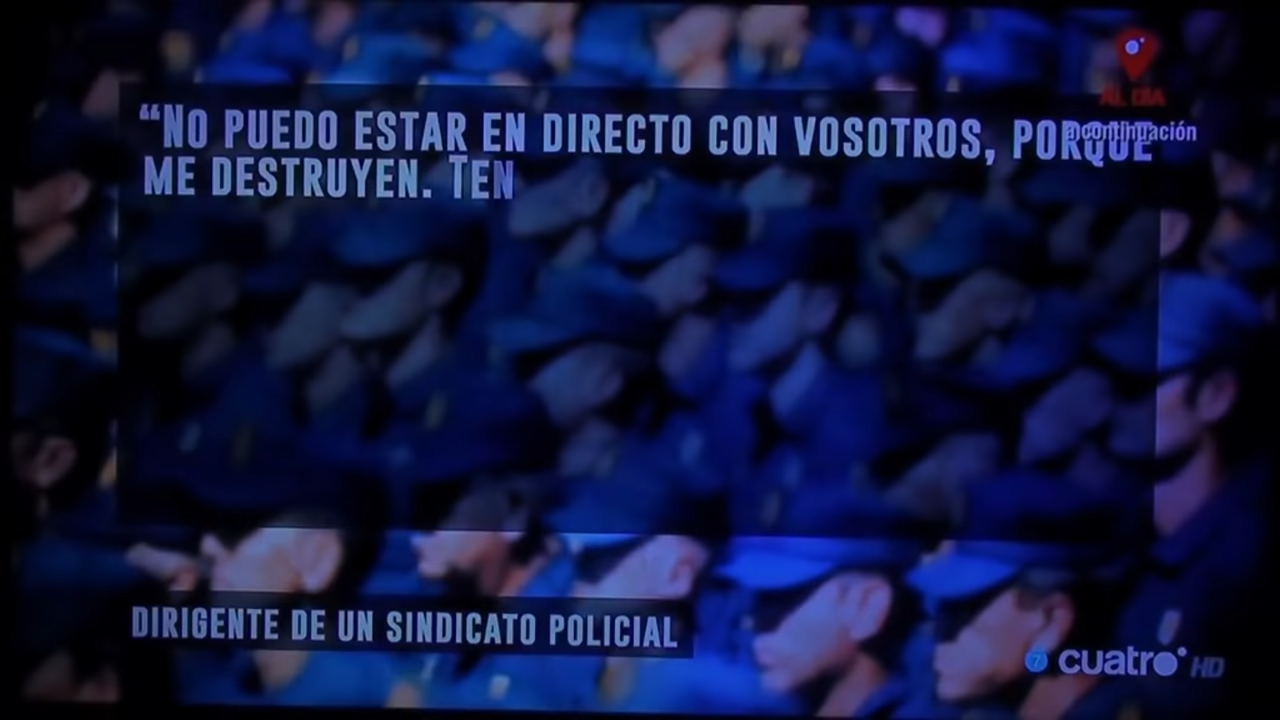 AL DÍA
a continuación
“NO PUEDO ESTAR EN DIRECTO CON VOSOTROS, PORQUE
ME DESTRUYEN. TEN
DIRIGENTE DE UN SINDICATO POLICIAL
7 cuatro HD